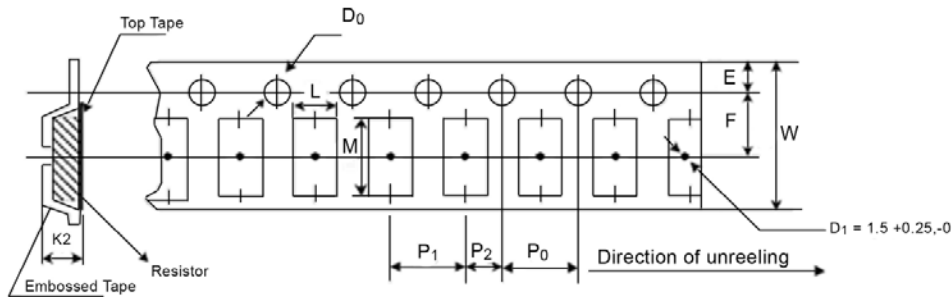 Top Tape
D0
L
E
F
W
M
D1 = 1.5 +0.25,-0
K2
P1
P2
P0
Direction of unreeling
Resistor
Embossed Tape